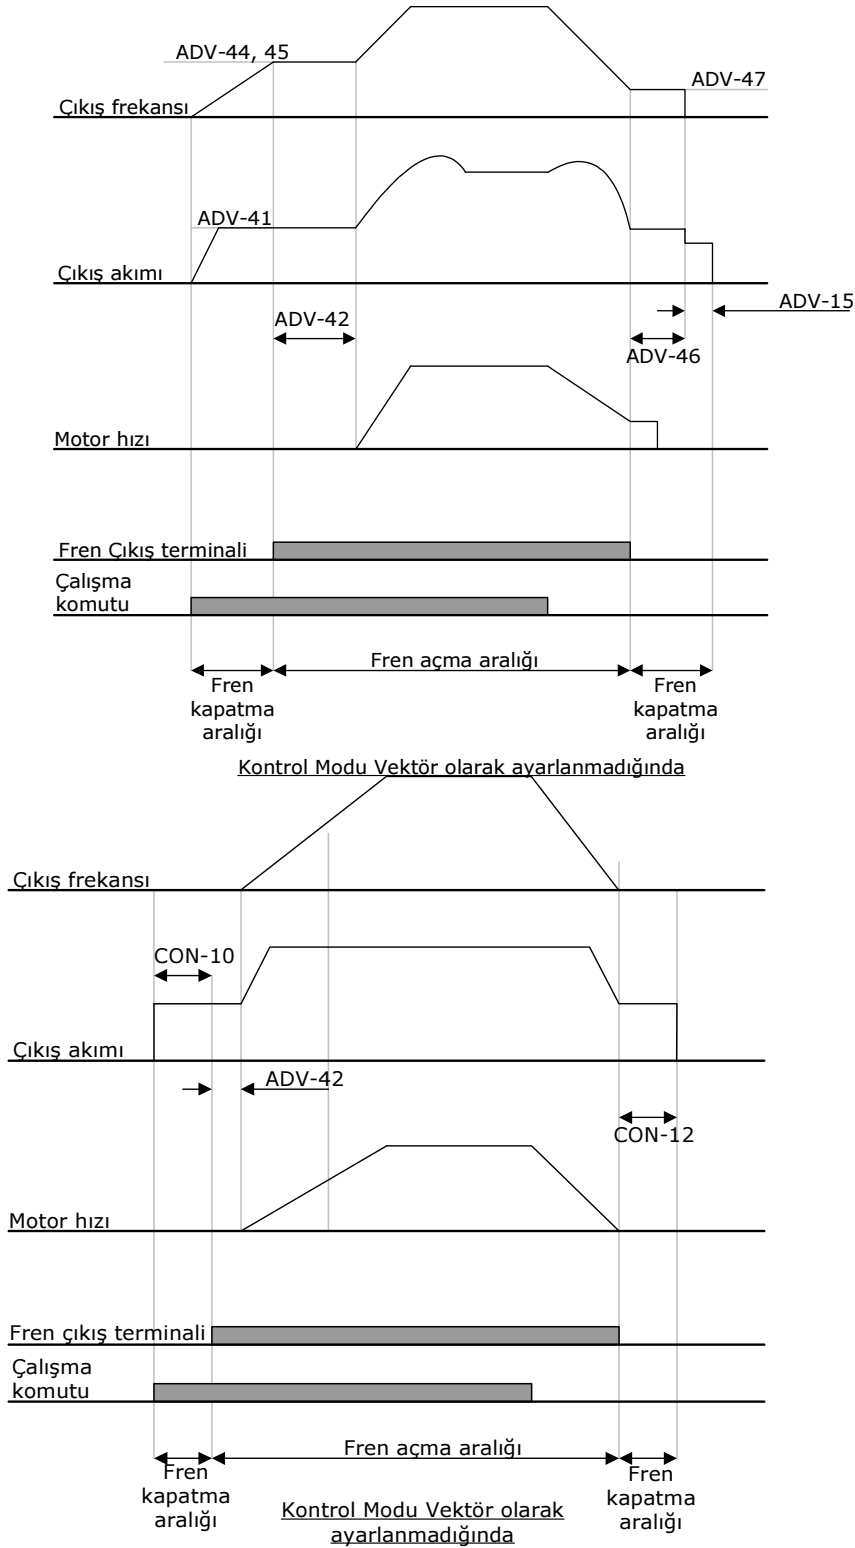 ADV-44, 45
ADV-47
Çıkış frekansı
ADV-41
Çıkış akımı
ADV-15
ADV-42
ADV-46
Motor hızı
Fren Çıkış terminali
Çalışma
komutu
Fren açma aralığı
Fren
kapatma
aralığı
Fren
kapatma
aralığı
Kontrol Modu Vektör olarak ayarlanmadığında
Çıkış frekansı
CON-10
Çıkış akımı
ADV-42
CON-12
Motor hızı
Fren çıkış terminali
Çalışma
komutu
Fren açma aralığı
Fren
kapatma
aralığı
Fren
kapatma
aralığı
Kontrol Modu Vektör olarak
ayarlanmadığında